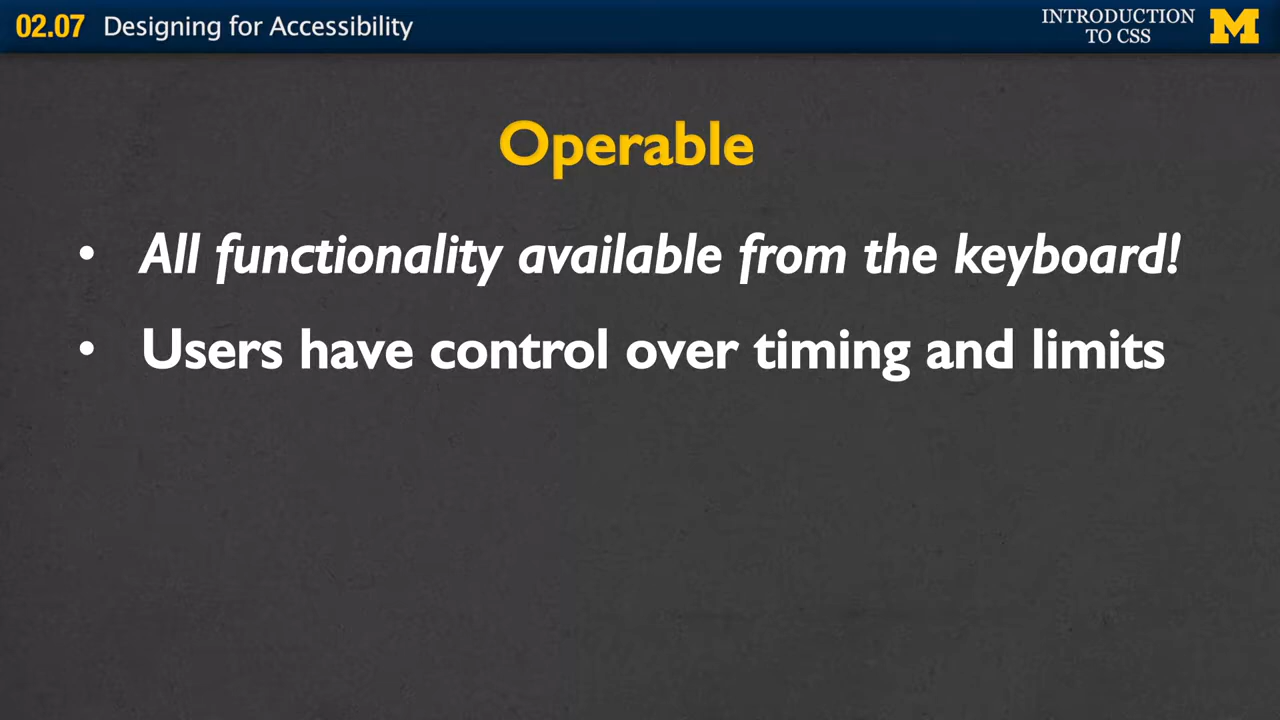 02.07 Designing for Accessibility
INTRODUCTION
TO CSS
M
Operable
• All functionality available from the keyboard!
• Users have control over timing and limits